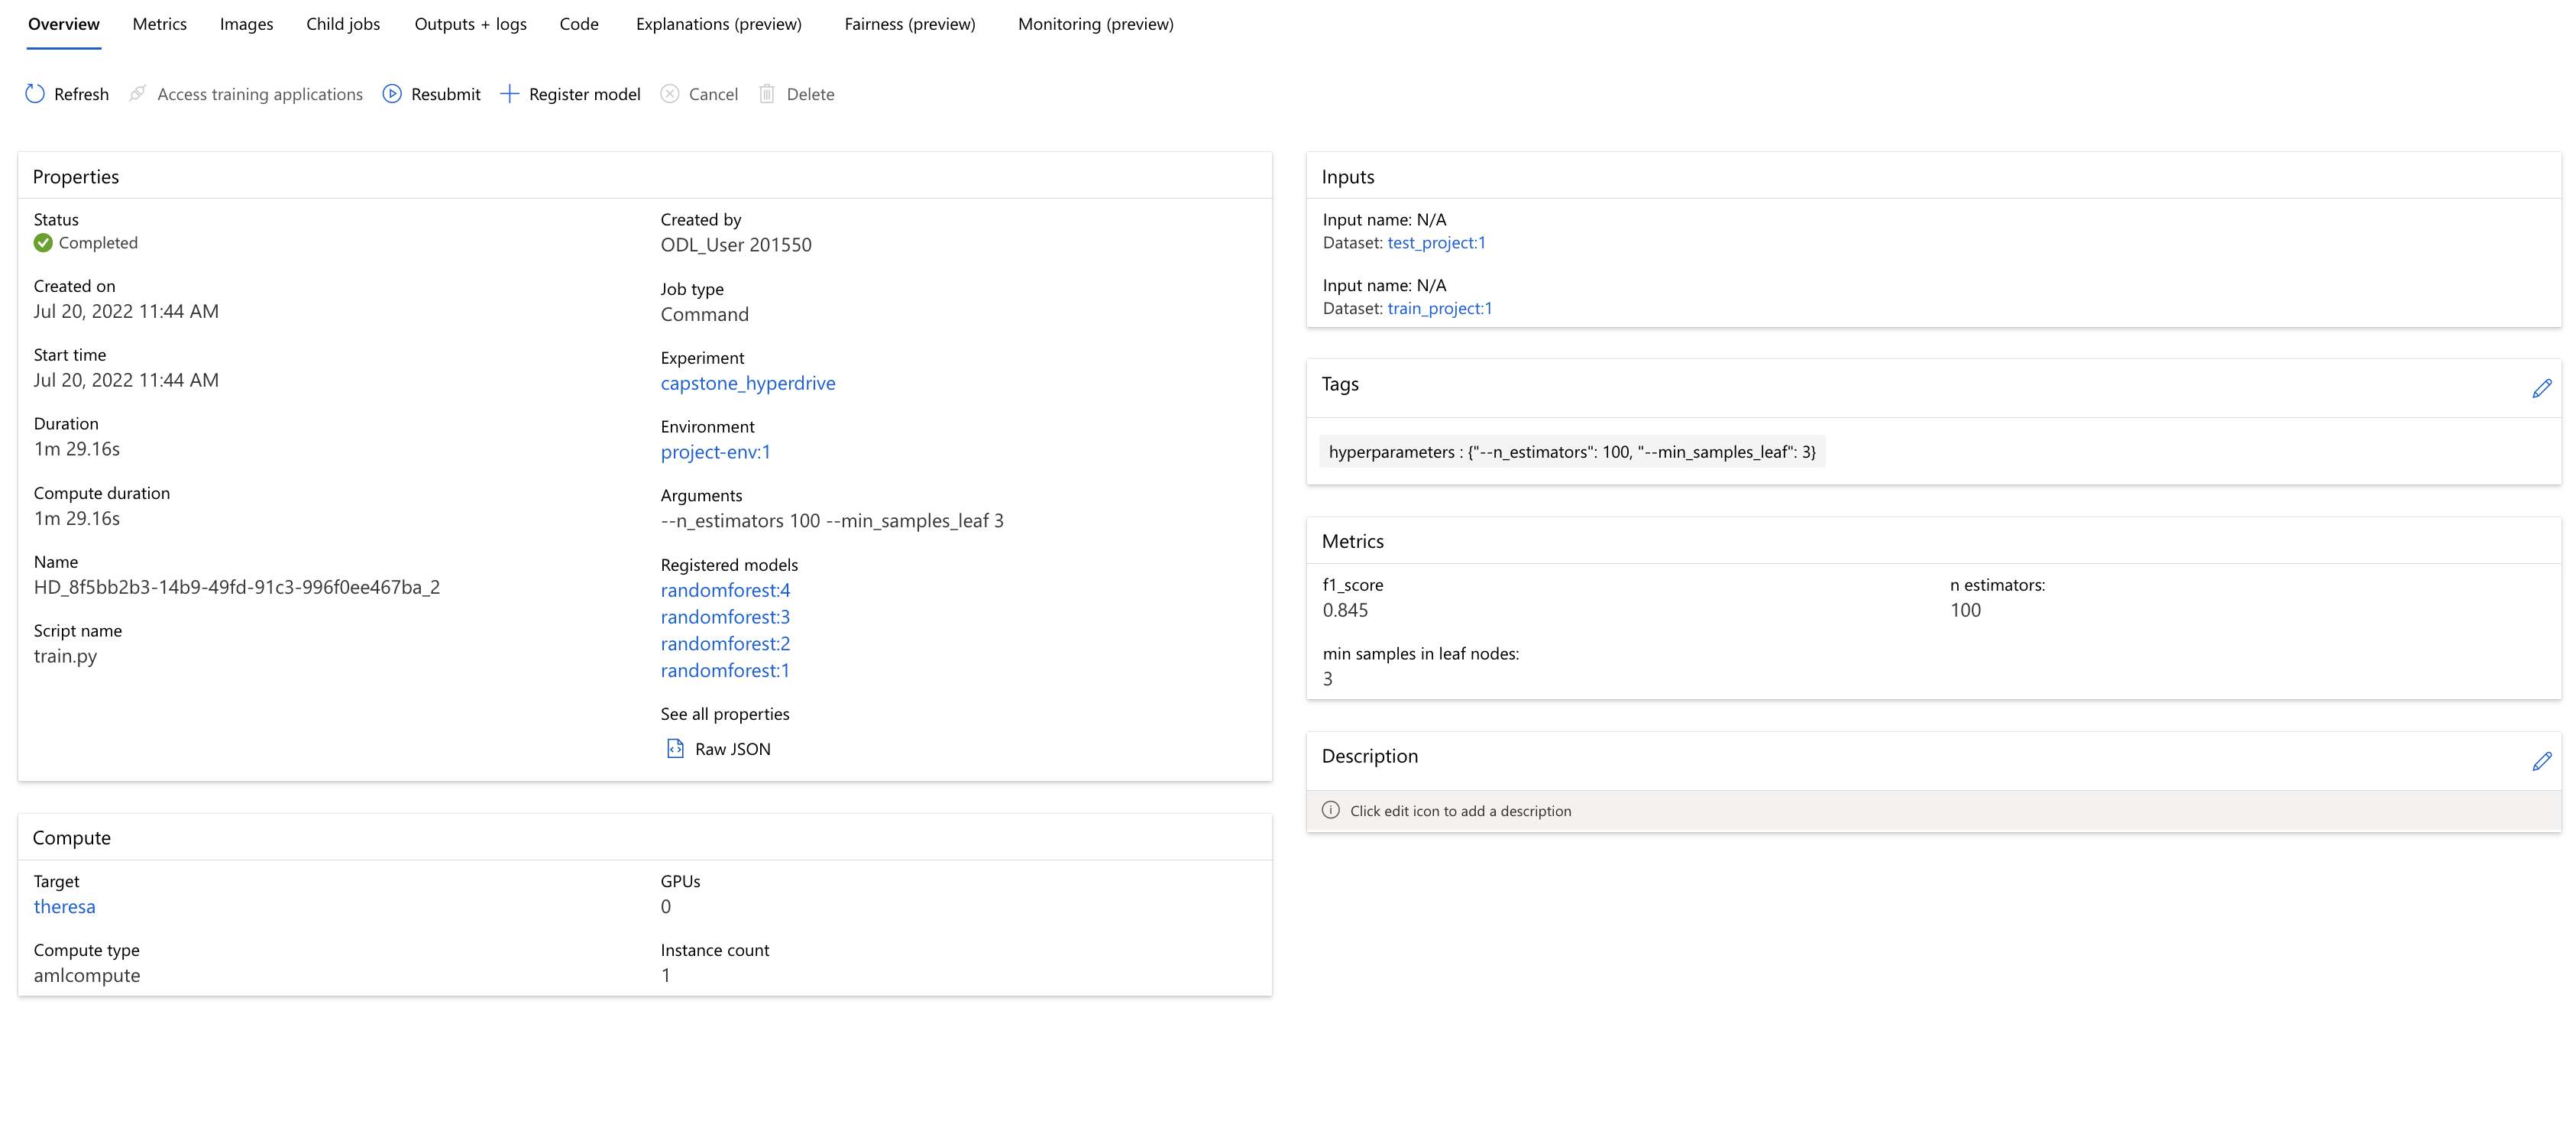 Overview Metrics Images Child jobs Outputs + logs Code Explanations (preview) Fairness (preview) Monitoring (preview)
Refresh Access training applications Resubmit Register model Cancel Delete
Properties
Status
Completed
Created on
Jul 20, 2022 11:44 AM
Start time
Jul 20, 2022 11:44 AM
Duration
1m 29.16s
Compute duration
1m 29.16s
Name
HD_8f5bb2b3-14b9-49fd-91c3-996f0ee467ba_2
Script name
train.py
Created by
ODL_User 201550
Job type
Command
Experiment
capstone_hyperdrive
Environment
project-env:1
Arguments
--n_estimators 100 --min_samples_leaf 3
Registered models
randomforest:4
randomforest:3
randomforest:2
randomforest:1
See all properties
Raw JSON
Compute
Target
theresa
Compute type
amlcompute
GPUs
0
Instance count
1
Inputs
Input name: N/A
Dataset: test_project:1
Input name: N/A
Dataset: train_project:1
Tags
hyperparameters : {"--n_estimators": 100, "--min_samples_leaf": 3}
Metrics
f1_score
0.845
n estimators:
100
min samples in leaf nodes:
3
Description
Click edit icon to add a description